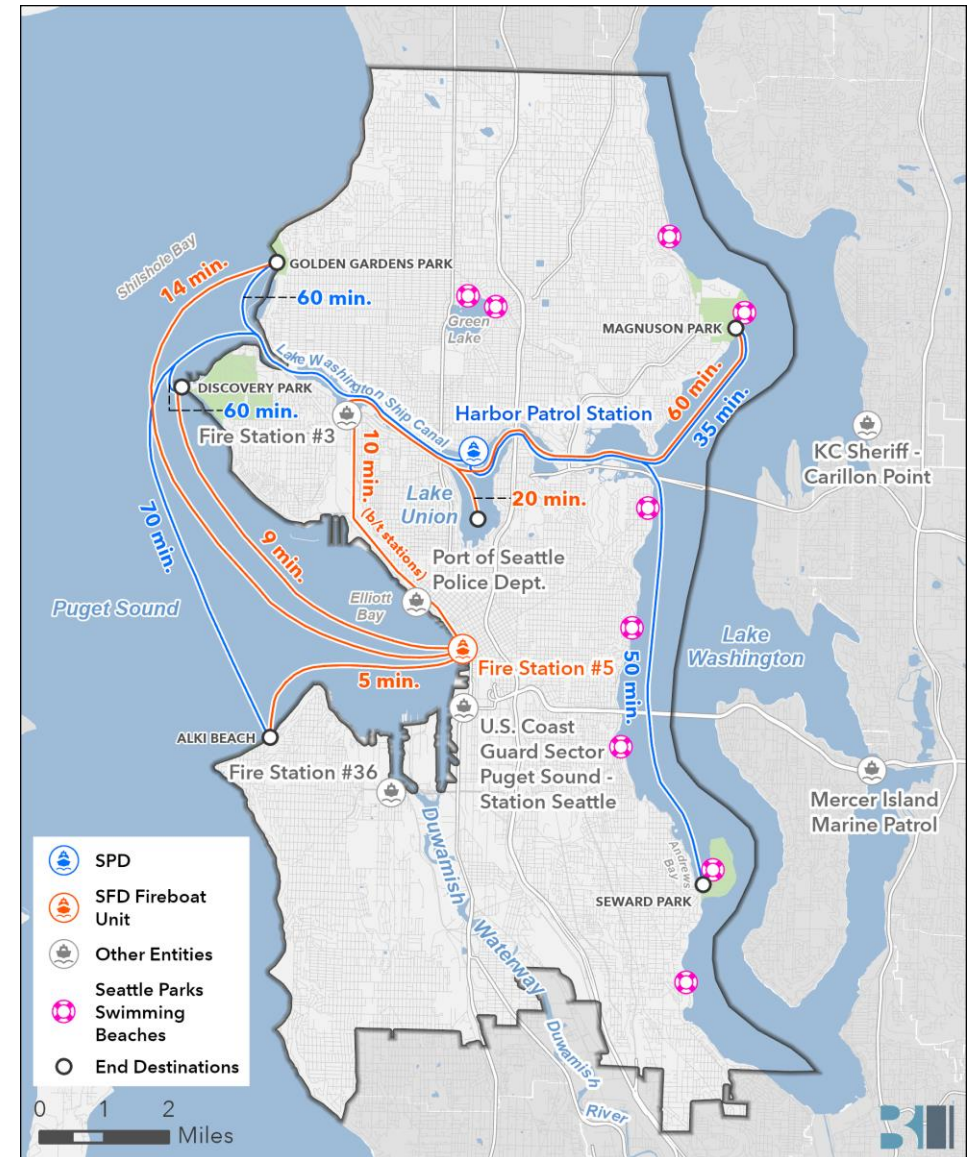 Shilshole Bay
14 min.
GOLDEN GARDENS PARK
60 min.
Green
Lake
MAGNUSON PARK
Lake Washington Ship Canal
DISCOVERY PARK
60 min.
Fire Station #3
Harbor Patrol Station
60 min.
35 min.
KC Sheriff -
Carillon Point
10 min. (b/t stations)
Lake
Union
20 min.
70 min.
9 min.
Port of Seattle
Police Dept.
Puget Sound
Elliott
Bay
Lake
Washington
5 min.
Fire Station #5
50 min.
ALKI BEACH
U.S. Coast
Guard Sector
Puget Sound -
Station Seattle
Fire Station #36
Mercer Island
Marine Patrol
Duwamish
Waterway
Andrews
Bay
SEWARD PARK
Duwamish
River
SPD
SFD Fireboat
Unit
Other Entities
Seattle Parks
Swimming
Beaches
End Destinations
0 1 2
Miles